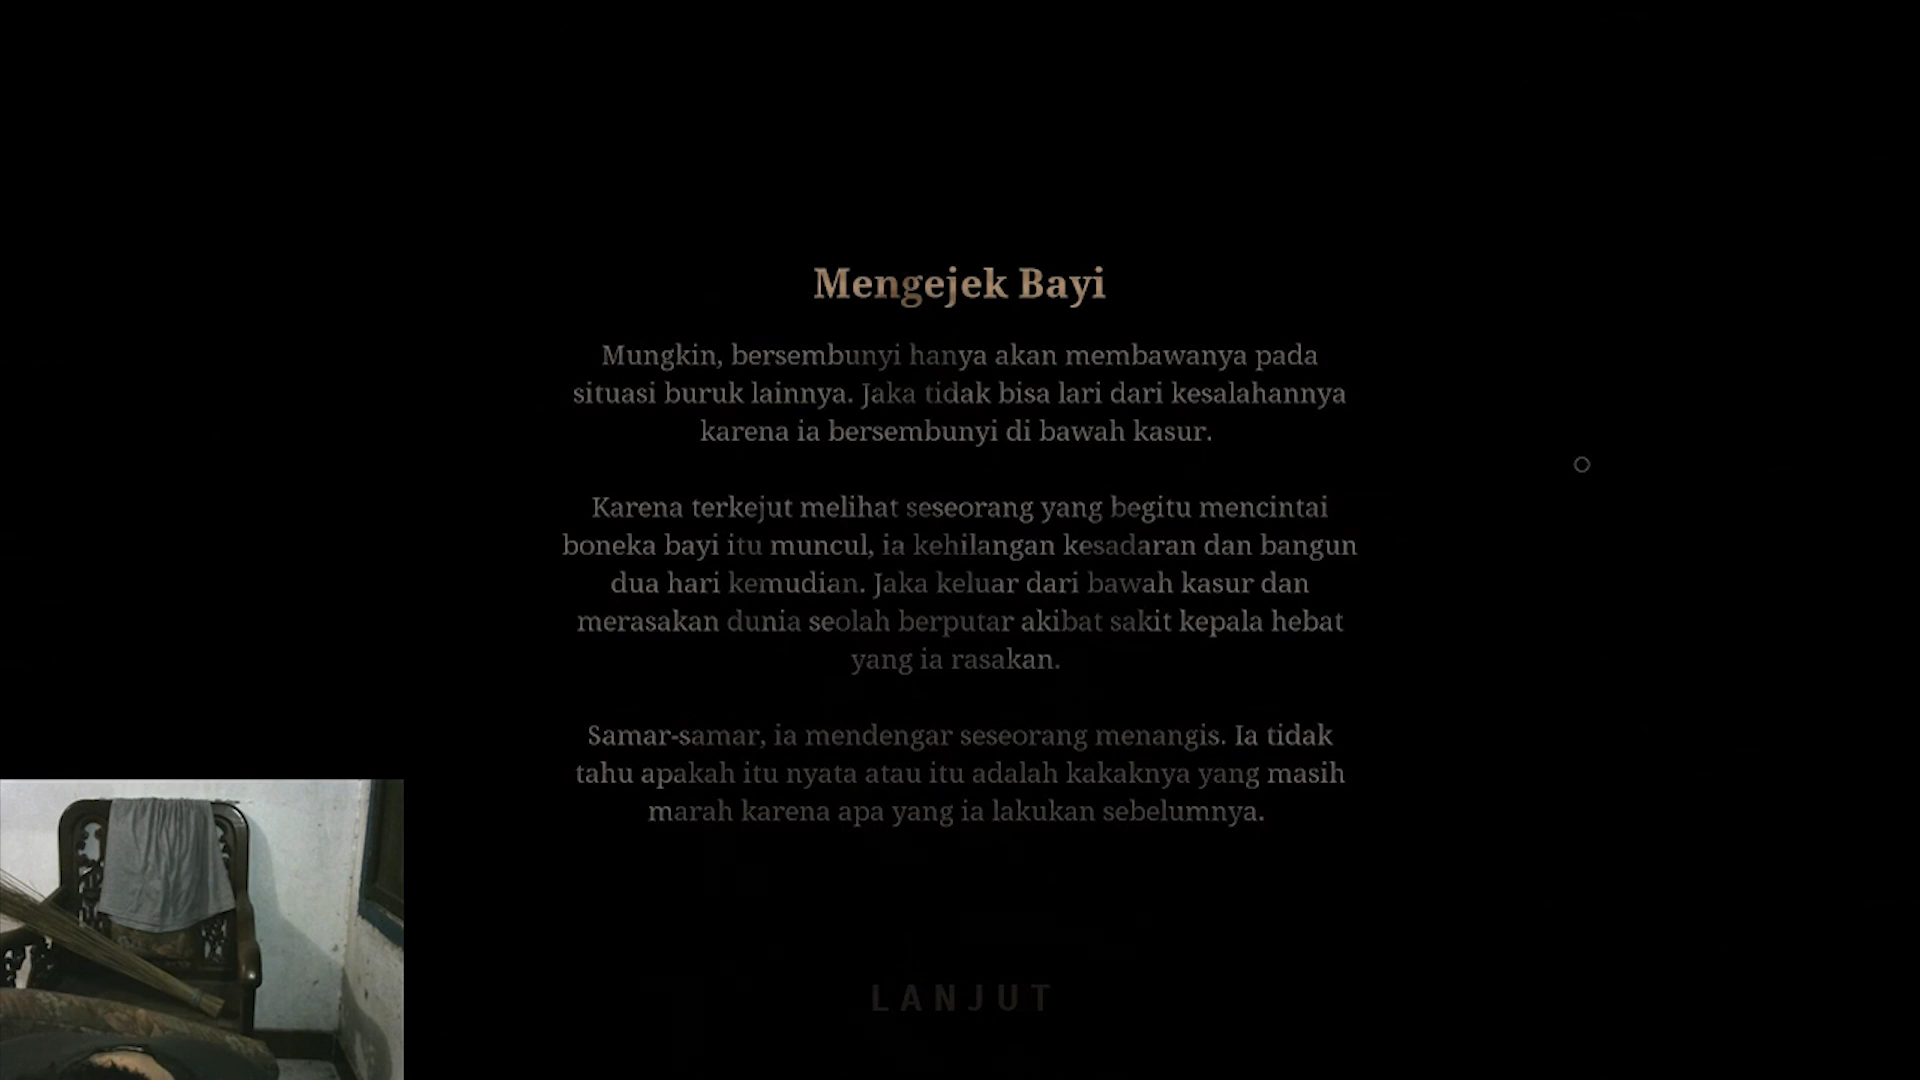 Mengejek Bayi
Mungkin, bersembunyi hanya akan membawanya pada
situasi buruk lainnya. Jaka tidak bisa lari dari kesalahannya
karena ia bersembunyi di bawah kasur.
Karena terkejut melihat seseorang yang begitu mencintai
boneka bayi itu muncul, ia kehilangan kesadaran dan bangun
dua hari kemudian. Jaka keluar dari bawah kasur dan
merasakan dunia seolah berputar akibat sakit kepala hebat
yang ia rasakan.
Samar-samar, ia mendengar seseorang menangis. Ia tidak
tahu apakah itu nyata atau itu adalah kakaknya yang masih
marah karena apa yang ia lakukan sebelumnya.
LANJUT